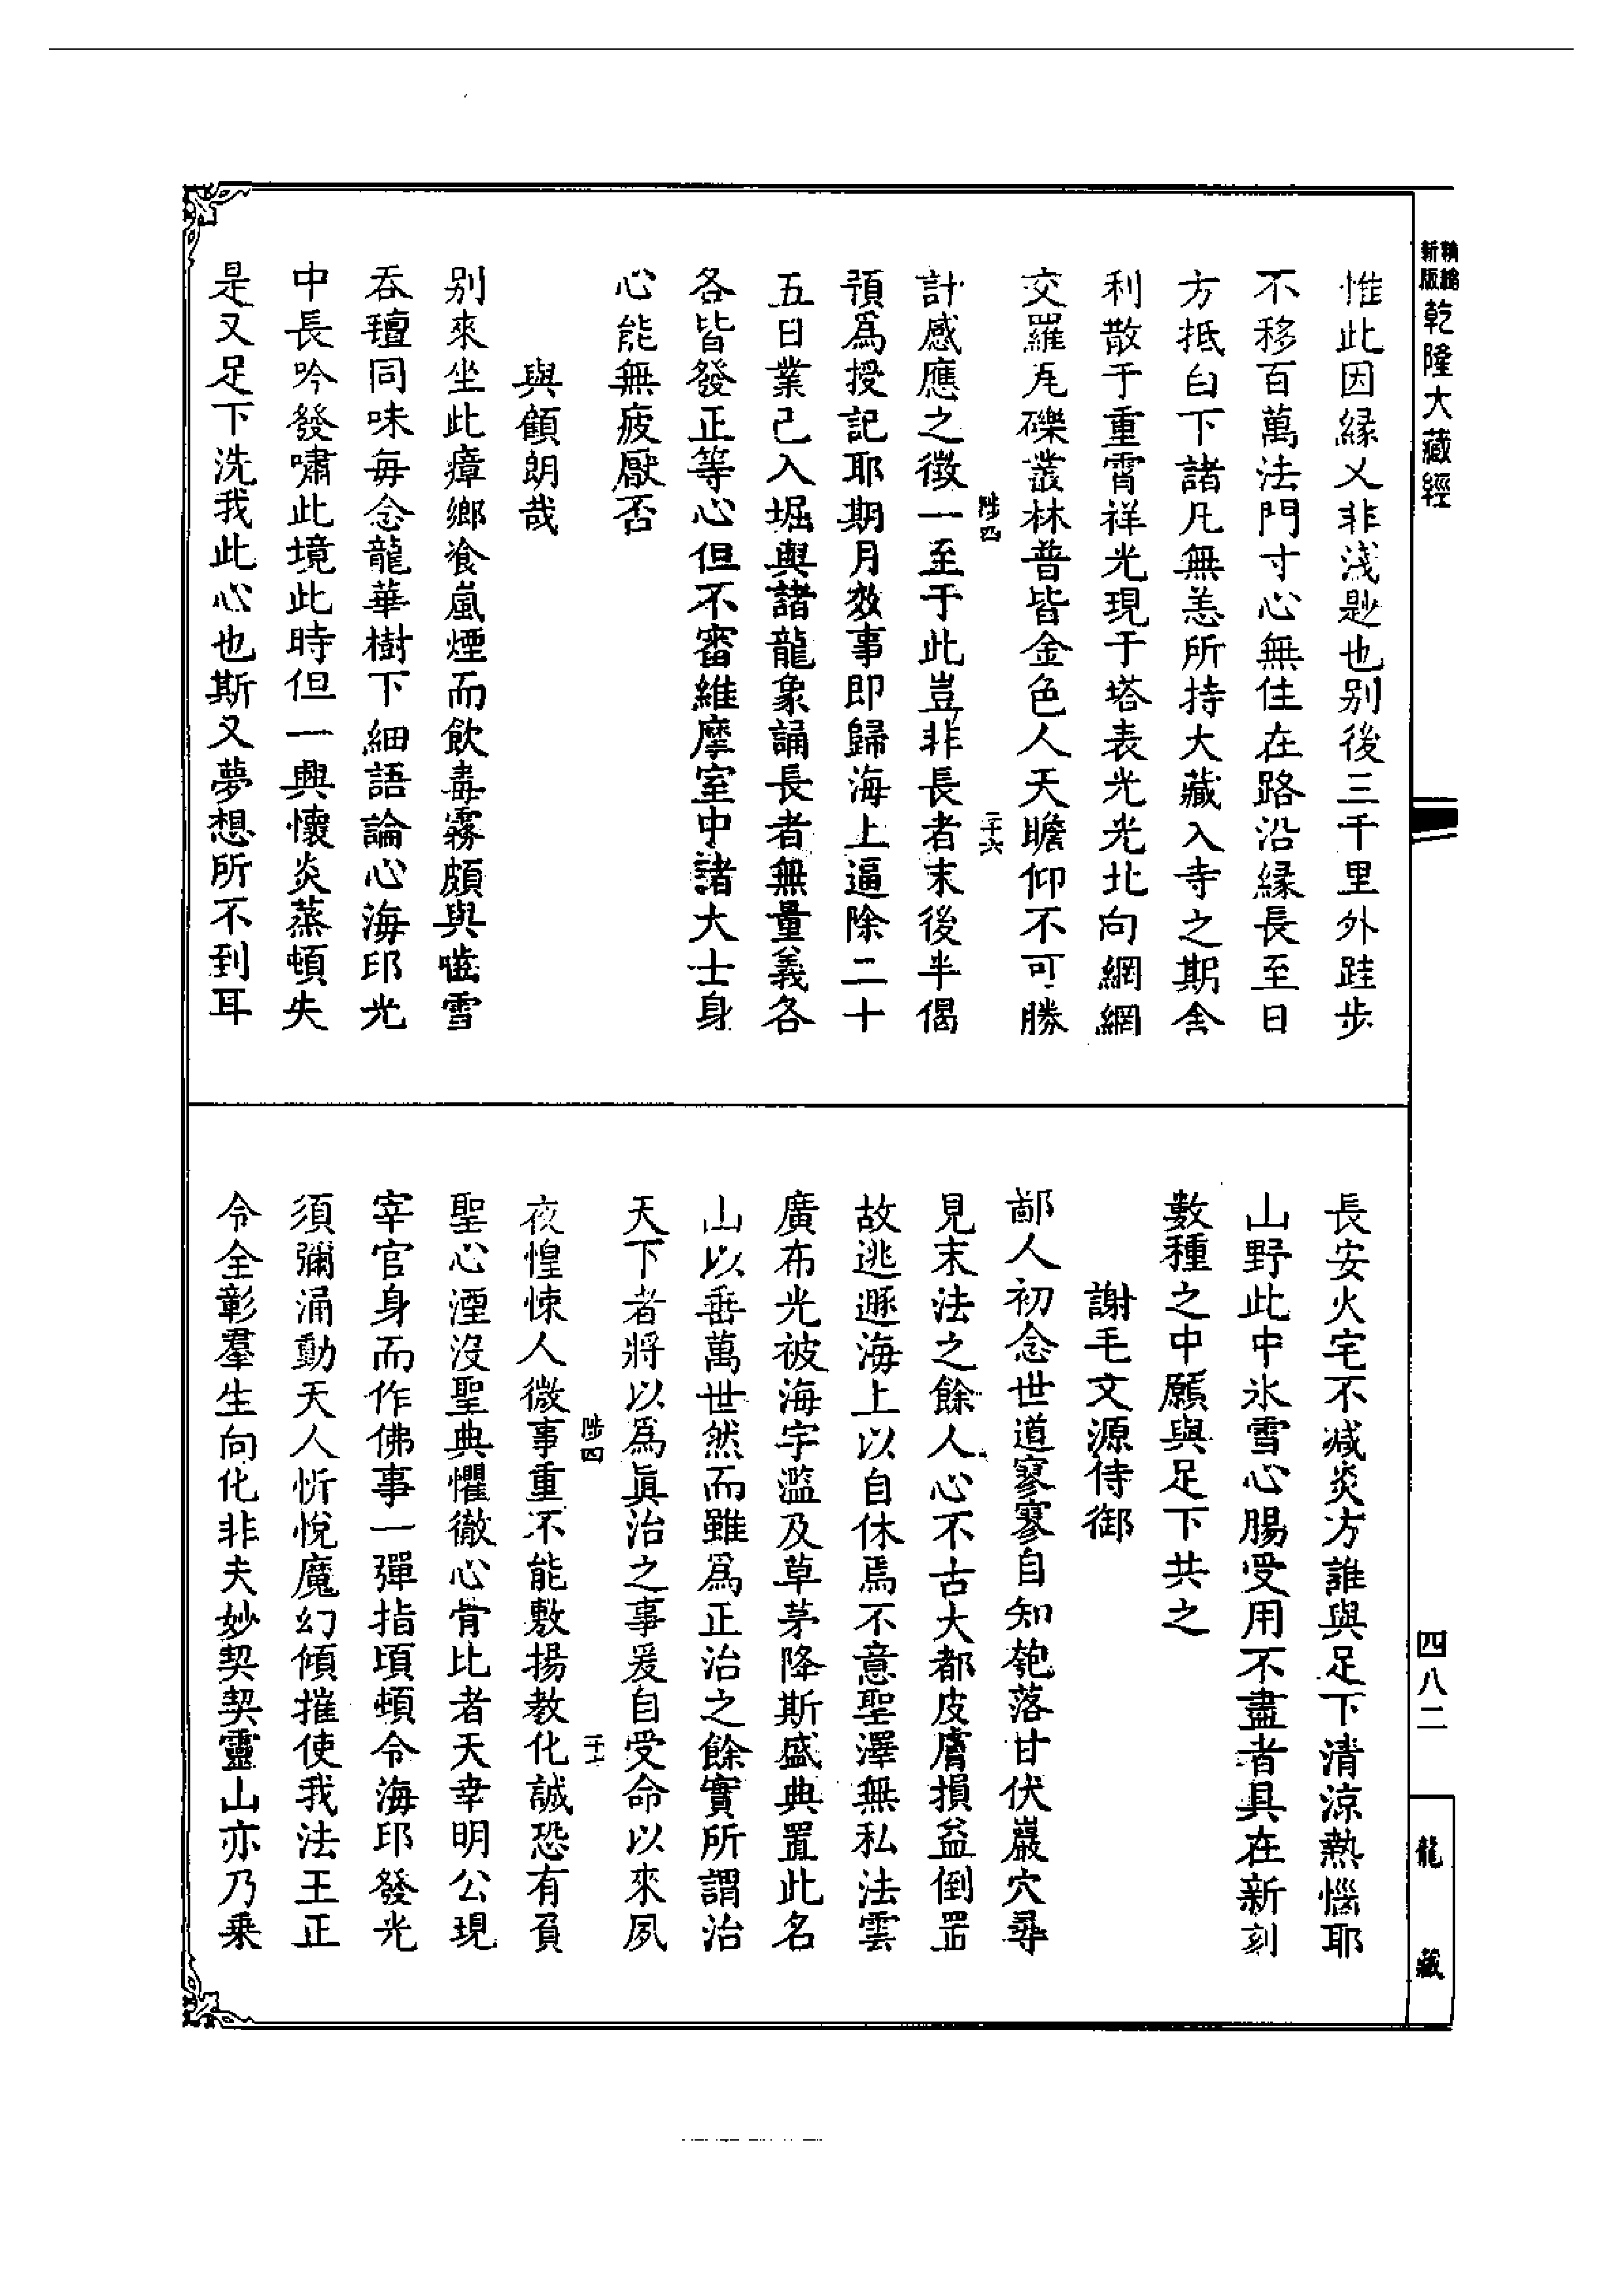 新版精縮乾隆大藏經
惟此因緣又非淺尠也别後三千里外跬步
不移百萬法門寸心無住在路沿緣長至日
方抵白下諸凡無恙所持大藏入寺之期舍
利散于重霄祥光現于塔表光光北向網網
交羅瓦礫叢林普皆金色人天瞻仰不可勝
陟四
二十六
計感應之徵一至于此豈非長者末後半偈
預爲授記耶期月效事即歸海上逼除二十
五日業已入堀與諸龍象誦長者無量義各
各皆發正等心但不審維摩室中諸大士身
心能無疲厭否
與顧朗哉
别來坐此瘴鄉飡嵐煙而飲毒霧頗與嚙雪
吞氊同味每念龍華樹下細語論心海印光
中長吟發嘯此境此時但一興懷炎蒸頓失
是又足下洗我此心也斯又夢想所不到耳
長安火宅不减炎方誰與足下清涼熱惱耶
山野此中氷雪心腸受用不盡者具在新刻
數種之中願與足下共之
謝毛文源侍御
鄙人初念世道寥寥自知匏落甘伏巖穴尋
見末法之餘人心不古大都皮膚損益倒置
故逃遯海上以自休焉不意聖澤無私法雲
廣布光被海宇濫及草茅降斯盛典置此名
山以垂萬世然而雖爲正治之餘實所謂治
天下者將以爲眞治之事爰自受命以來夙
陟四
二十七
夜惶悚人微事重不能敷揚教化誠恐有負
聖心湮沒聖典懼徹心骨比者天幸明公現
宰官身而作佛事一彈指頃頓令海印發光
須彌涌動天人忻悅魔幻傾摧使我法王正
令全彰羣生向化非夫妙契契靈山亦乃乗
四八二
龍藏